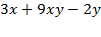 3x + 9xy − 2y